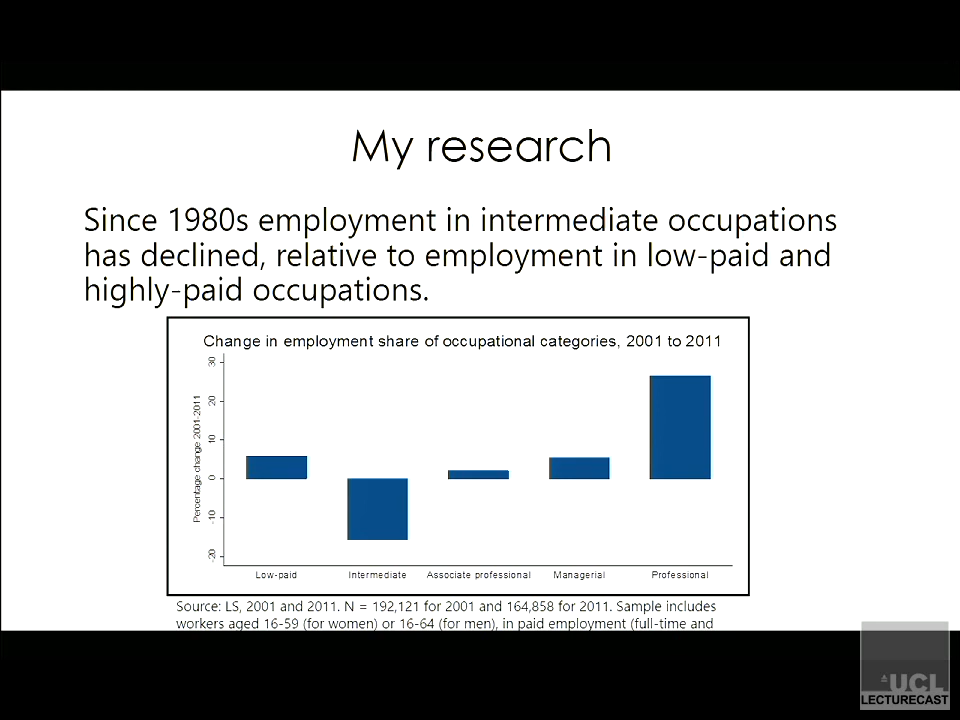 My research
Since 1980s employment in intermediate occupations
has declined, relative to employment in low-paid and
highly-paid occupations.
Change in employment share of occupational categories, 2001 to 2011
Percentage change 2001-2011
30
20
10
0
-10
-20
Low-paid
Intermediate
Associate professional
Managerial
Professional
Source: LS, 2001 and 2011. N = 192,121 for 2001 and 164,858 for 2011. Sample includes
workers aged 16-59 (for women) or 16-64 (for men), in paid employment (full-time and
UCL
LECTURECAST